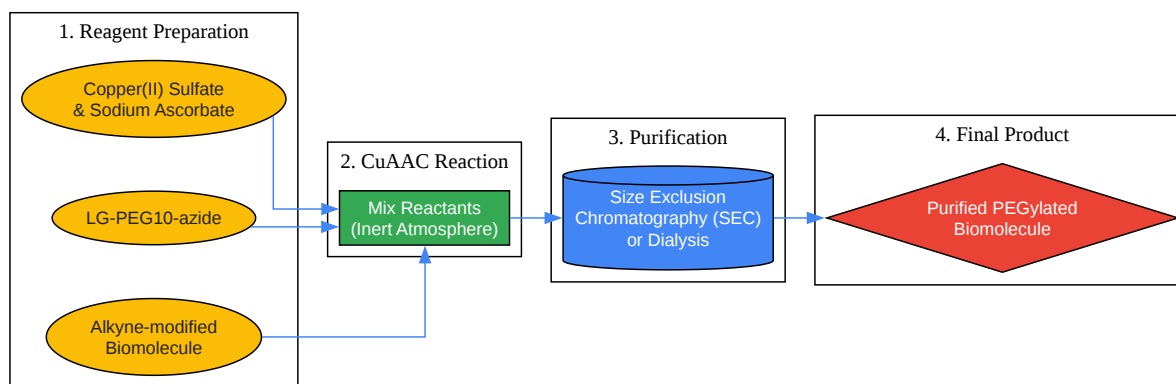 1. Reagent Preparation
Copper(II) Sulfate
& Sodium Ascorbate
LG-PEG10-azide
Alkyne-modified
Biomolecule
2. CuAAC Reaction
Mix Reactants
(Inert Atmosphere)
3. Purification
Size Exclusion
Chromatography (SEC)
or Dialysis
4. Final Product
Purified PEGylated
Biomolecule